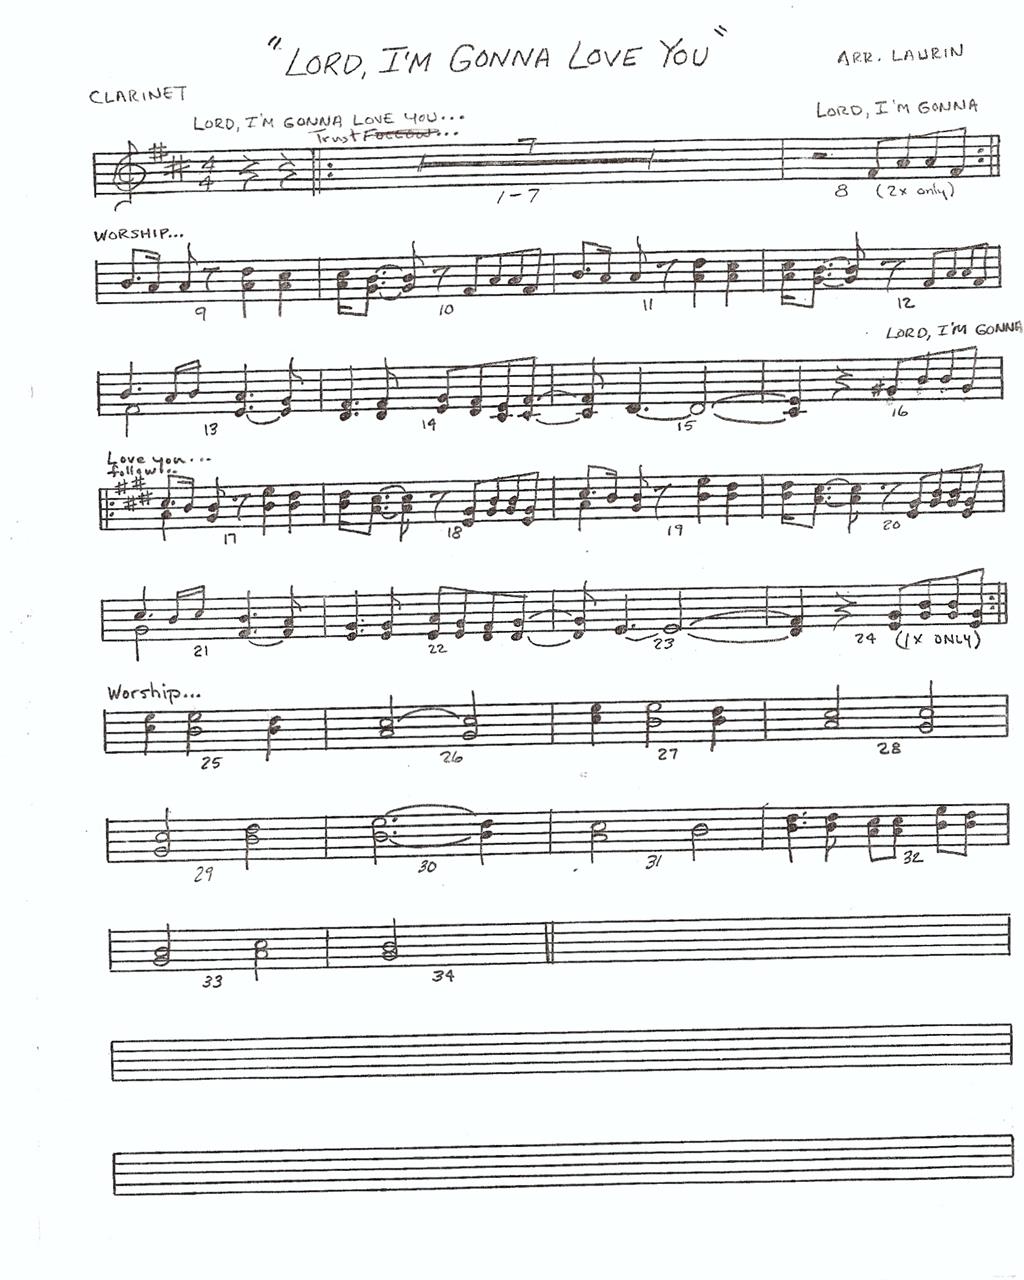 "LORD, I'M GONNA LOVE YOU"
ARR. LAURIN
CLARINET
LORD, I'M GONNA LOVE YOU...
LORD, I'M GONNA
Trust Follow...
4
4
7
1-7
8 (2x only)
WORSHIP...
9 10 11 12
LORD, I'M GONNA
13 14 15 16
Love you...
follow...
17 18 19 20
21 22 23 24 (1X ONLY)
Worship...
25 26 27 28
29 30 31 32
33 34